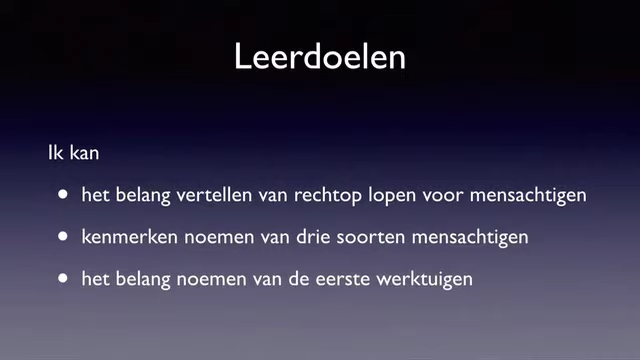 Leerdoelen
Ik kan
• het belang vertellen van rechtop lopen voor mensachtigen
• kenmerken noemen van drie soorten mensachtigen
• het belang noemen van de eerste werktuigen